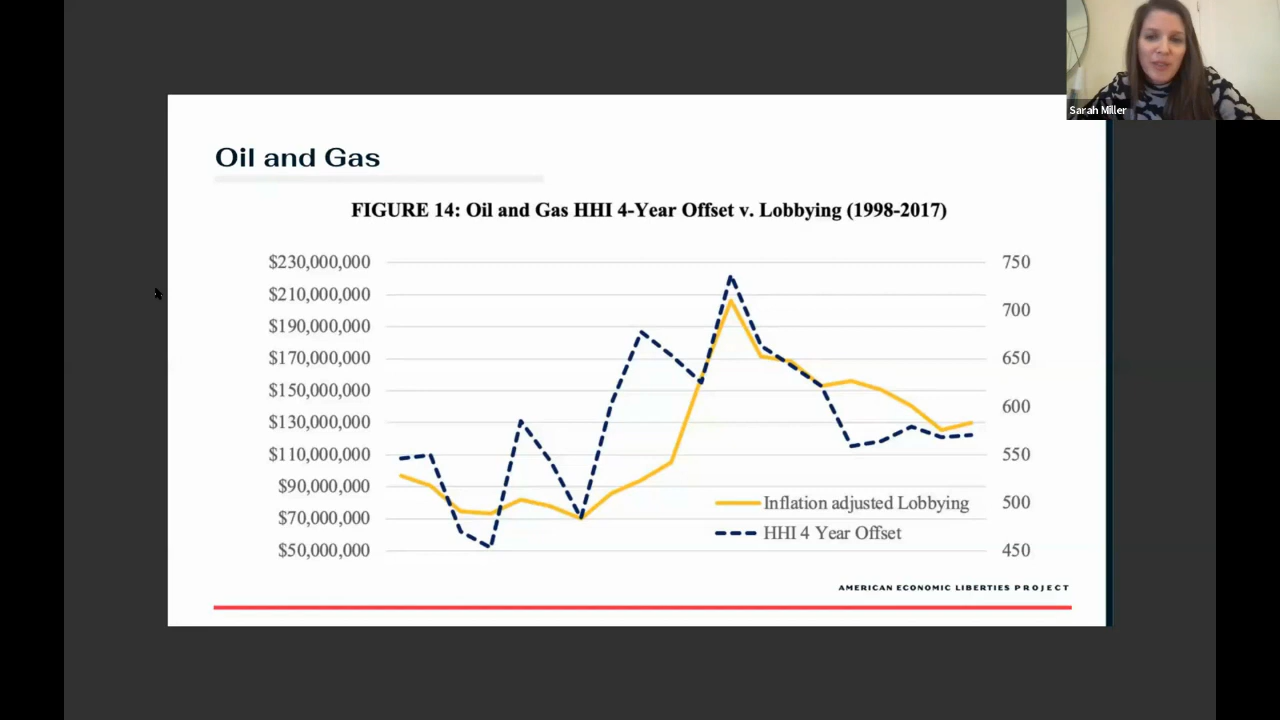 Sarah Miller
Oil and Gas
FIGURE 14: Oil and Gas HHI 4-Year Offset v. Lobbying (1998-2017)
$230,000,000
$210,000,000
$190,000,000
$170,000,000
$150,000,000
$130,000,000
$110,000,000
$90,000,000
$70,000,000
$50,000,000
750
700
650
600
550
500
450
Inflation adjusted Lobbying
HHI 4 Year Offset
AMERICAN ECONOMIC LIBERTIES PROJECT